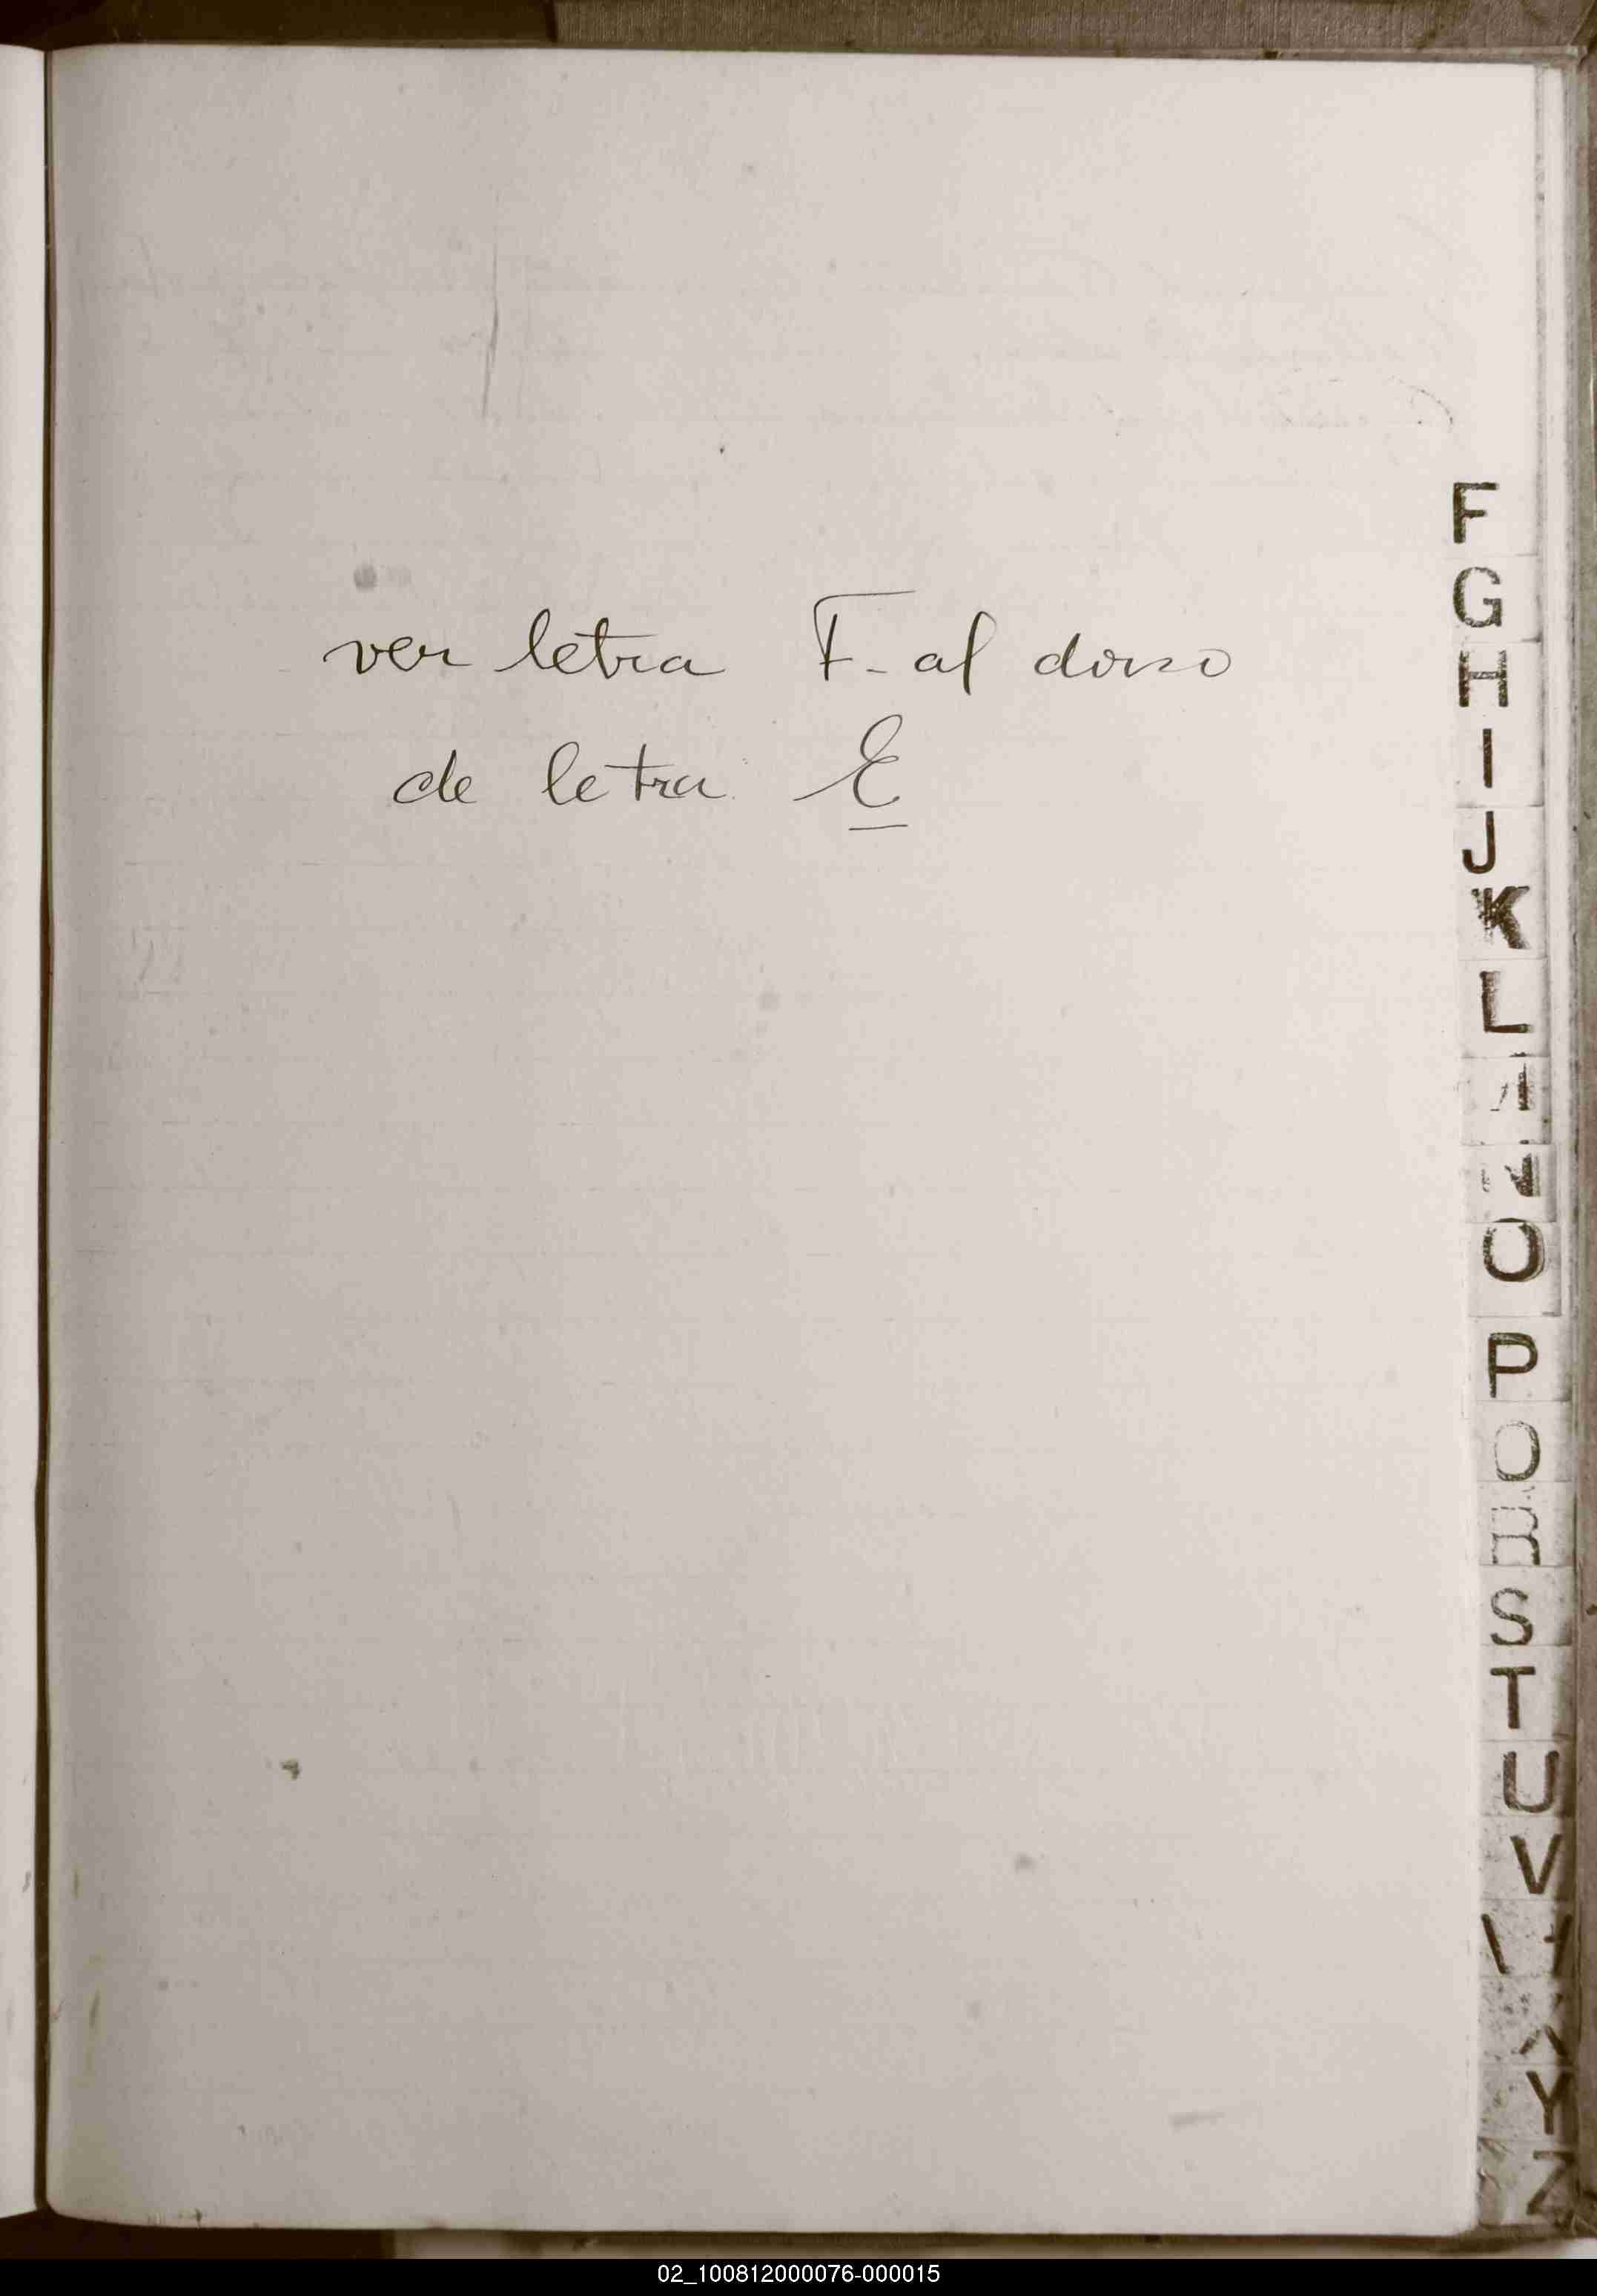 ver letra F - al dorso
de letra E
F
G
H
I
J
K
L
O
P
S
T
U
V
X
Y
Z
02_100812000076-000015